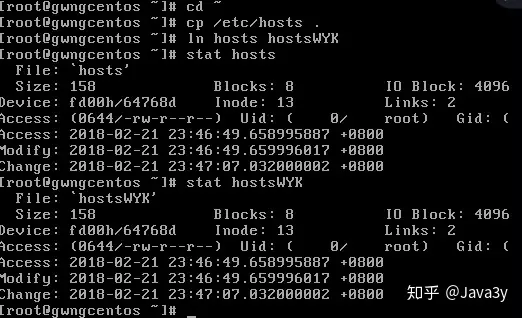 [root@gwngcentos ~]# cd ~
[root@gwngcentos ~]# cp /etc/hosts .
[root@gwngcentos ~]# ln hosts hostsWYK
[root@gwngcentos ~]# stat hosts
File: `hosts'
Size: 158 Blocks: 8 IO Block: 4096
Device: fd00h/64768d Inode: 13 Links: 2
Access: (0644/-rw-r--r--) Uid: ( 0/ root) Gid: (
Access: 2018-02-21 23:46:49.658995887 +0800
Modify: 2018-02-21 23:46:49.659996017 +0800
Change: 2018-02-21 23:47:07.032000002 +0800
[root@gwngcentos ~]# stat hostsWYK
File: `hostsWYK'
Size: 158 Blocks: 8 IO Block: 4096
Device: fd00h/64768d Inode: 13 Links: 2
Access: (0644/-rw-r--r--) Uid: ( 0/ root) Gid: (
Access: 2018-02-21 23:46:49.658995887 +0800
Modify: 2018-02-21 23:46:49.659996017 +0800
Change: 2018-02-21 23:47:07.032000002 +0800
[root@gwngcentos ~]#
知乎 @Java3y